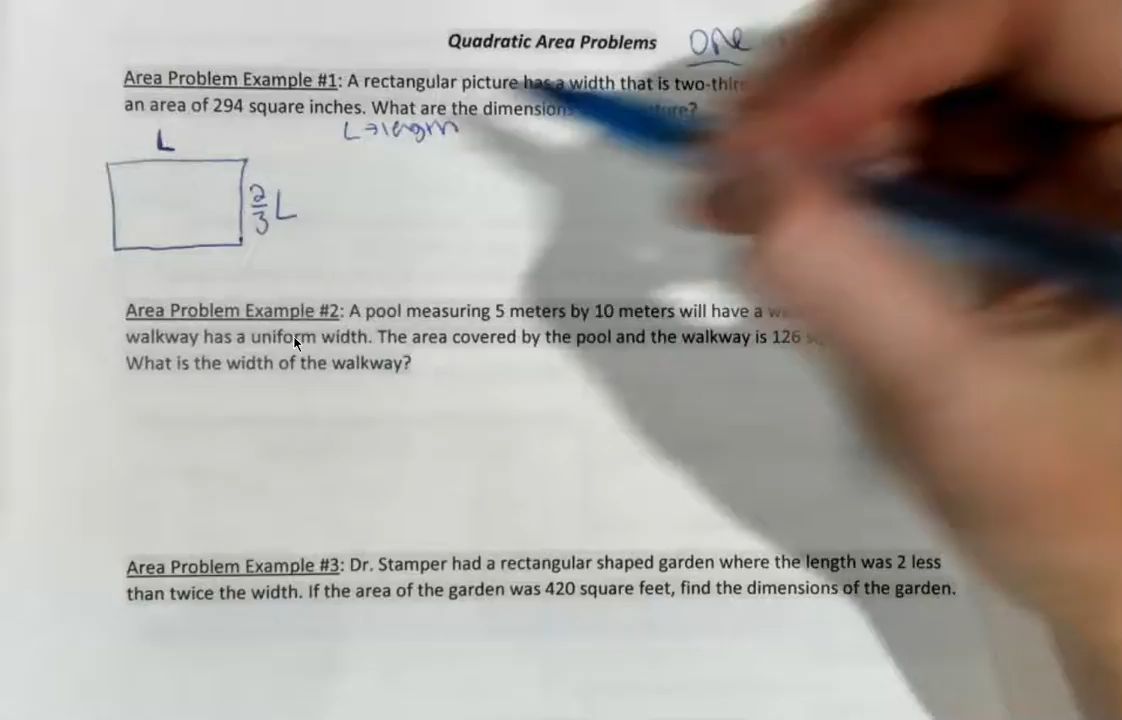 Quadratic Area Problems one
Area Problem Example #1: A rectangular picture has a width that is
an area of 294 square inches. What are the
L→length
L
2/3 L
Area Problem Example #2: A pool measuring 5 meters by 10 meters will have a
walkway has a uniform width. The area covered by the pool and the walkway is 126
What is the width of the walkway?
Area Problem Example #3: Dr. Stamper had a rectangular shaped garden where the length was 2 less
than twice the width. If the area of the garden was 420 square feet, find the dimensions of the garden.